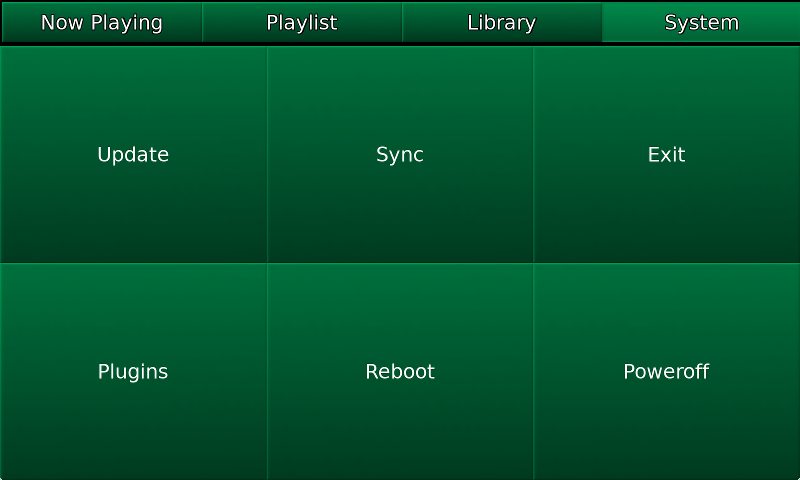 Now Playing
Playlist
Library
System
Update
Sync
Exit
Plugins
Reboot
Poweroff